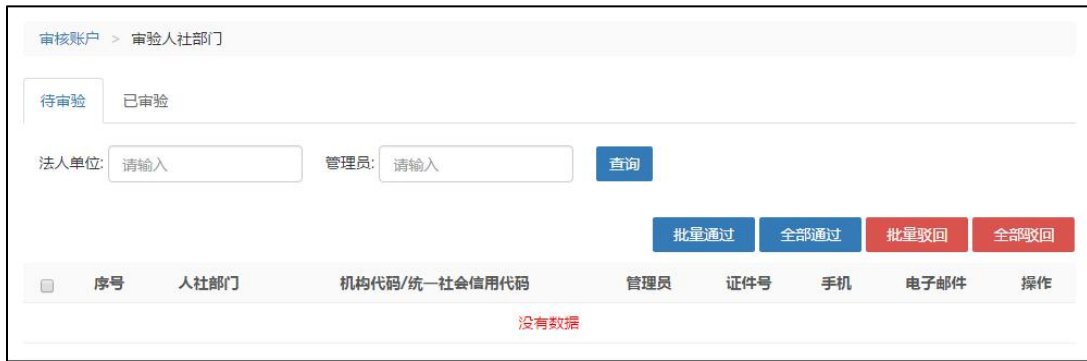 审核账户 > 审验人社部门
待审验 已审验
法人单位: 请输入 管理员: 请输入 查询
批量通过 全部通过 批量驳回 全部驳回
序号 人社部门 机构代码/统一社会信用代码 管理员 证件号 手机 电子邮件 操作
没有数据